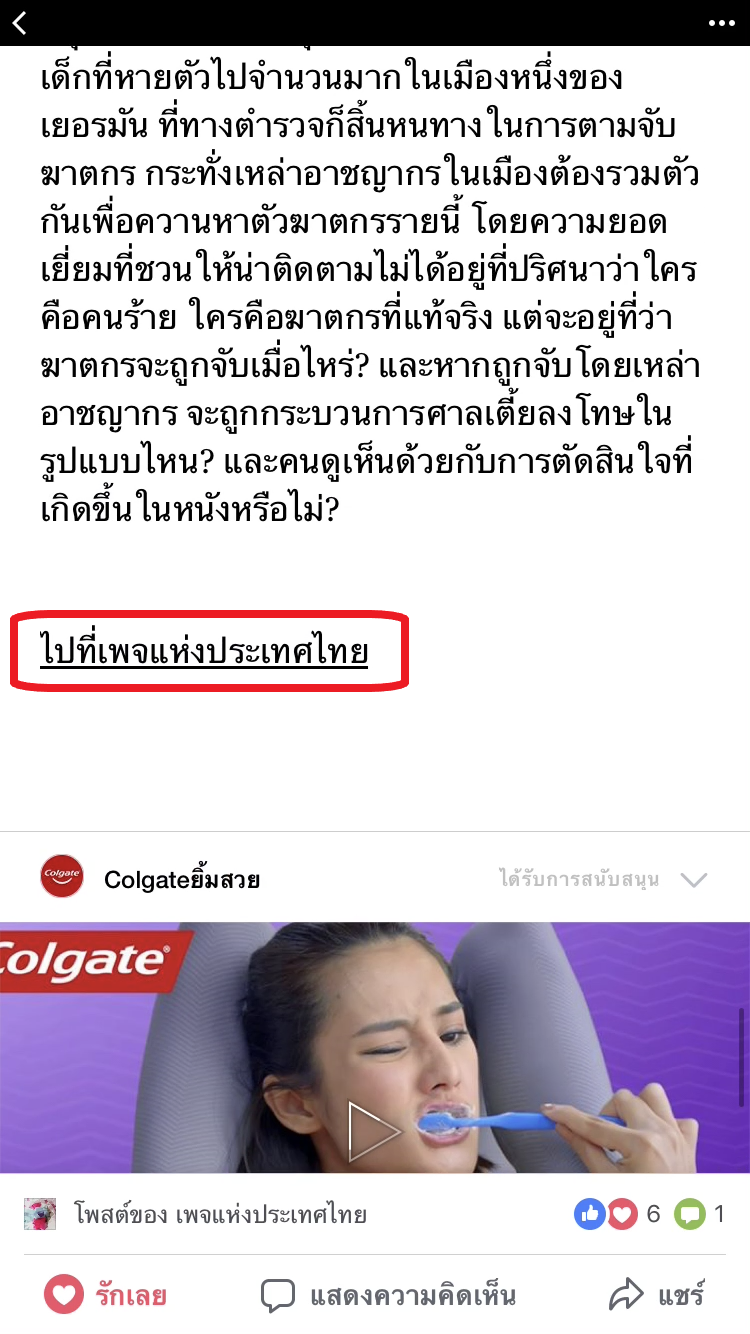 เด็กที่หายตัวไปจำนวนมากในเมืองหนึ่งของ
เยอรมัน ที่ทางตำรวจก็สิ้นหนทางในการตามจับ
ฆาตกร กระทั่งเหล่าอาชญากรในเมืองต้องรวมตัว
กันเพื่อควานหาตัวฆาตกรรายนี้ โดยความยอด
เยี่ยมที่ชวนให้น่าติดตามไม่ได้อยู่ที่ปริศนาว่าใคร
คือคนร้าย ใครคือฆาตกรที่แท้จริง แต่จะอยู่ที่ว่า
ฆาตกรจะถูกจับเมื่อไหร่? และหากถูกจับโดยเหล่า
อาชญากร จะถูกกระบวนการศาลเตี้ยลงโทษใน
รูปแบบไหน? และคนดูเห็นด้วยกับการตัดสินใจที่
เกิดขึ้นในหนังหรือไม่?
ไปที่เพจแห่งประเทศไทย
Colgate
Colgateยิ้มสวย
ได้รับการสนับสนุน
Colgate®
โพสต์ของ เพจแห่งประเทศไทย
6
1
รักเลย
แสดงความคิดเห็น
แชร์